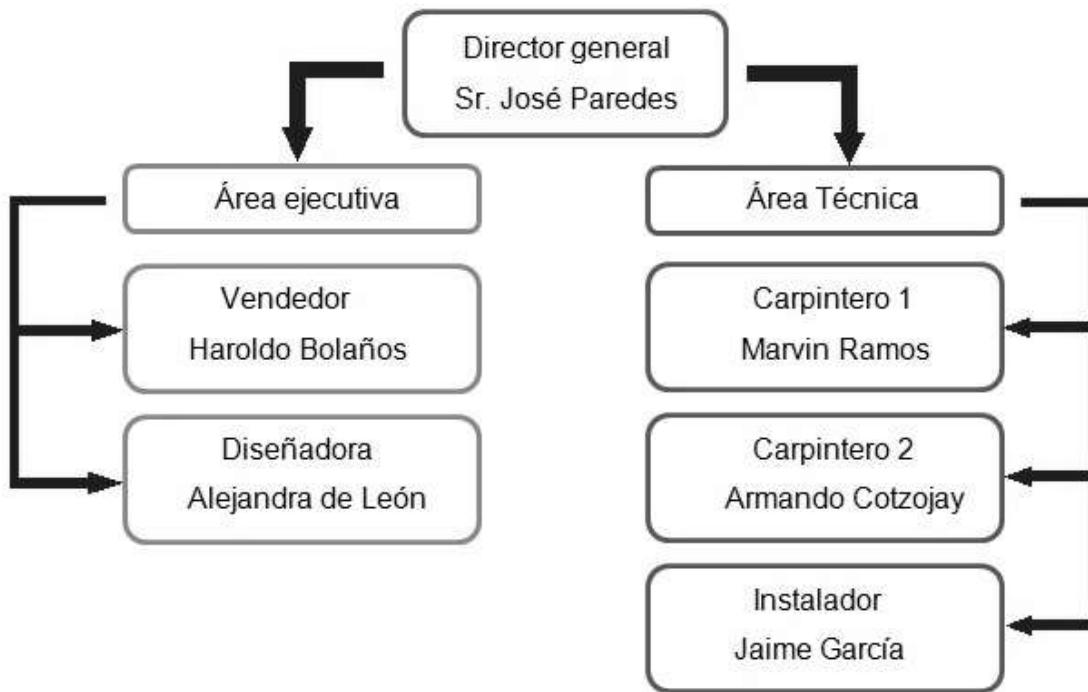 Director general
Sr. José Paredes
Área ejecutiva
Vendedor
Haroldo Bolaños
Diseñadora
Alejandra de León
Área Técnica
Carpintero 1
Marvin Ramos
Carpintero 2
Armando Cotzojay
Instalador
Jaime García